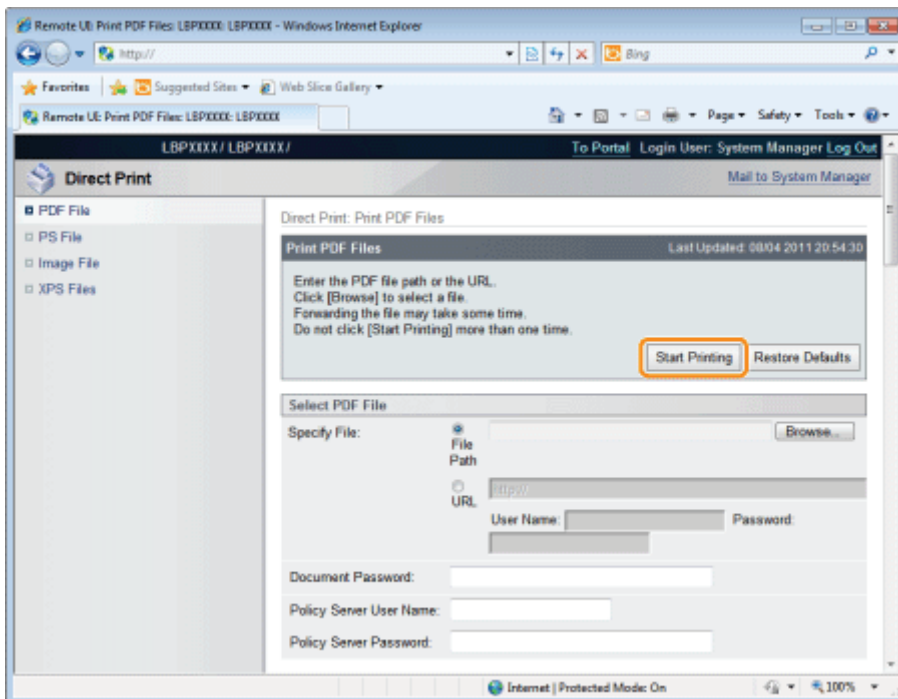 Remote UI: Print PDF Files: LBPXXXX: LBPXXXX - Windows Internet Explorer
http://
Bing
Favorites
Suggested Sites
Web Slice Gallery
Remote UI: Print PDF Files: LBPXXXX: LBPXXXX
Page Safety Tools
LBPXXXX/ LBPXXXX/
To Portal Login User: System Manager Log Out
Direct Print
Mail to System Manager
PDF File
PS File
Image File
XPS Files
Direct Print: Print PDF Files
Print PDF Files
Last Updated: 08/04 2011 20:54:30
Enter the PDF file path or the URL.
Click [Browse] to select a file.
Forwarding the file may take some time.
Do not click [Start Printing] more than one time.
Start Printing
Restore Defaults
Select PDF File
Specify File:
File
Path
Browse...
URL
http://
User Name:
Password:
Document Password:
Policy Server User Name:
Policy Server Password:
Internet | Protected Mode: On
100%